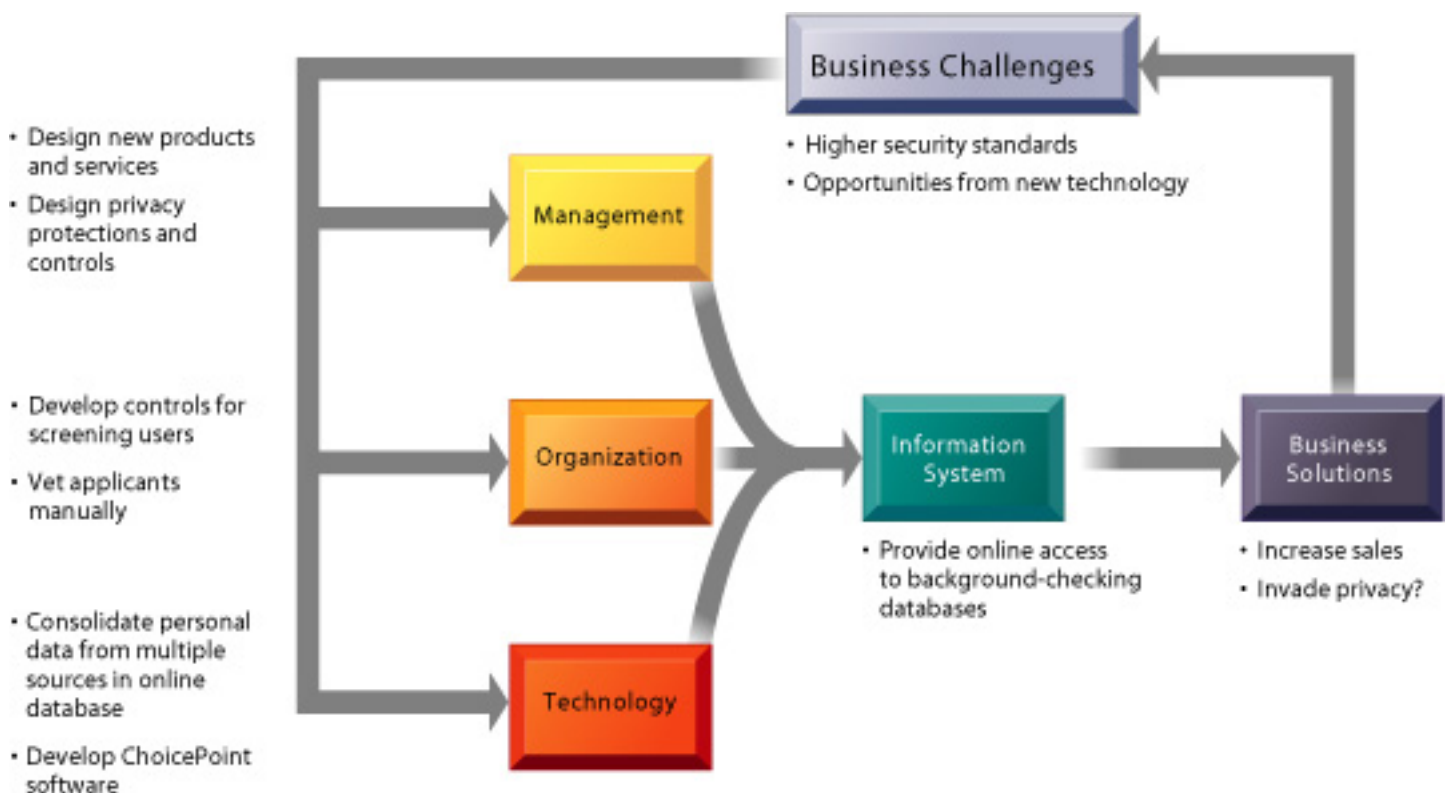 Business Challenges
• Higher security standards
• Opportunities from new technology
• Design new products
and services
• Design privacy
protections and
controls
Management
• Develop controls for
screening users
• Vet applicants
manually
Organization
Information
System
• Provide online access
to background-checking
databases
Business
Solutions
• Increase sales
• Invade privacy?
• Consolidate personal
data from multiple
sources in online
database
• Develop ChoicePoint
software
Technology